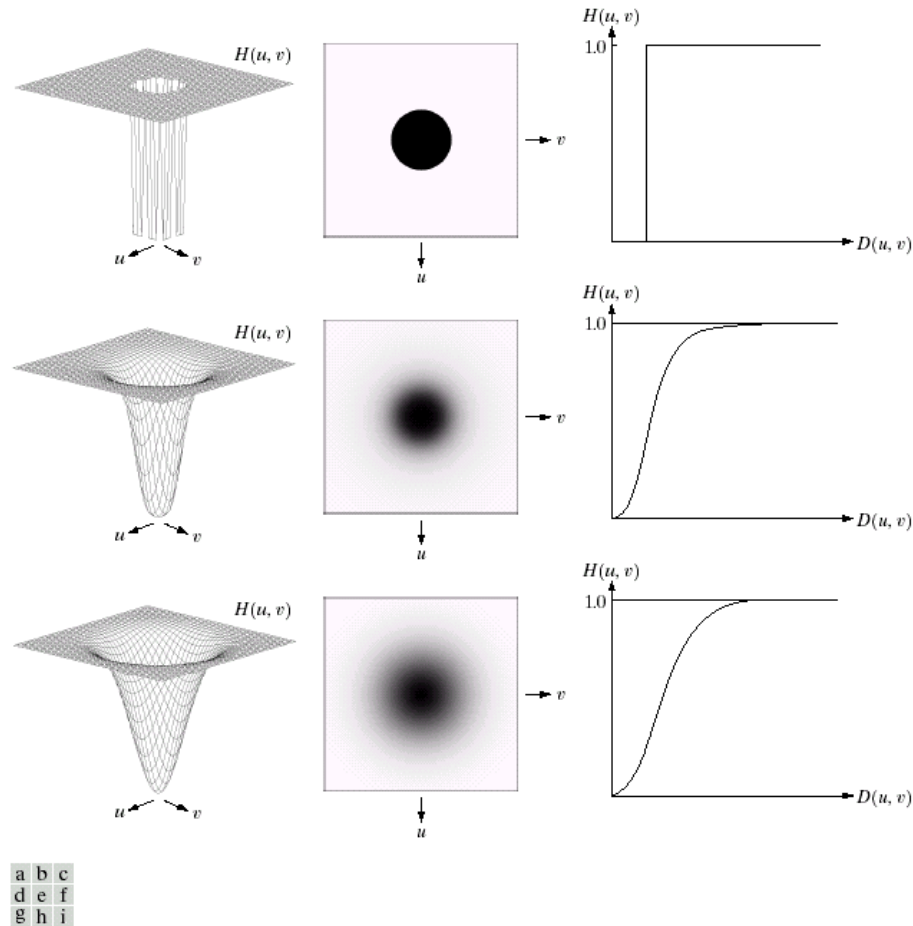 H(u, v)
u
v
v
u
H(u, v)
1.0
D(u, v)
H(u, v)
u
v
v
u
H(u, v)
1.0
D(u, v)
H(u, v)
u
v
v
u
H(u, v)
1.0
D(u, v)
a b c
d e f
g h i